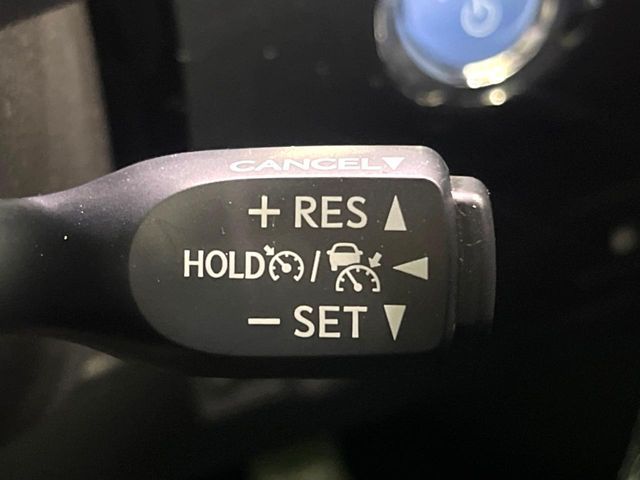 CANCEL▼
+ RES ▲
HOLD / ◀
− SET ▼